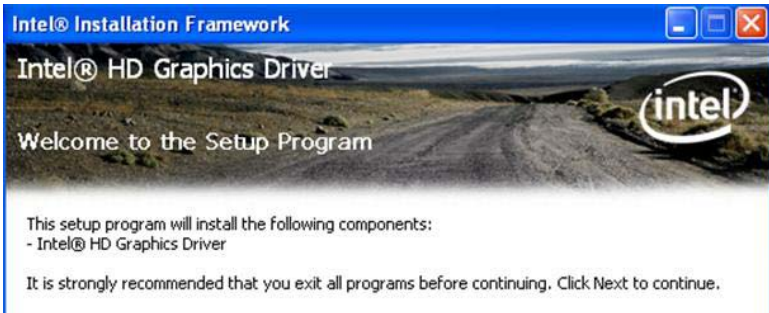 Intel® Installation Framework
Intel® HD Graphics Driver
intel
Welcome to the Setup Program
This setup program will install the following components:
- Intel® HD Graphics Driver
It is strongly recommended that you exit all programs before continuing. Click Next to continue.